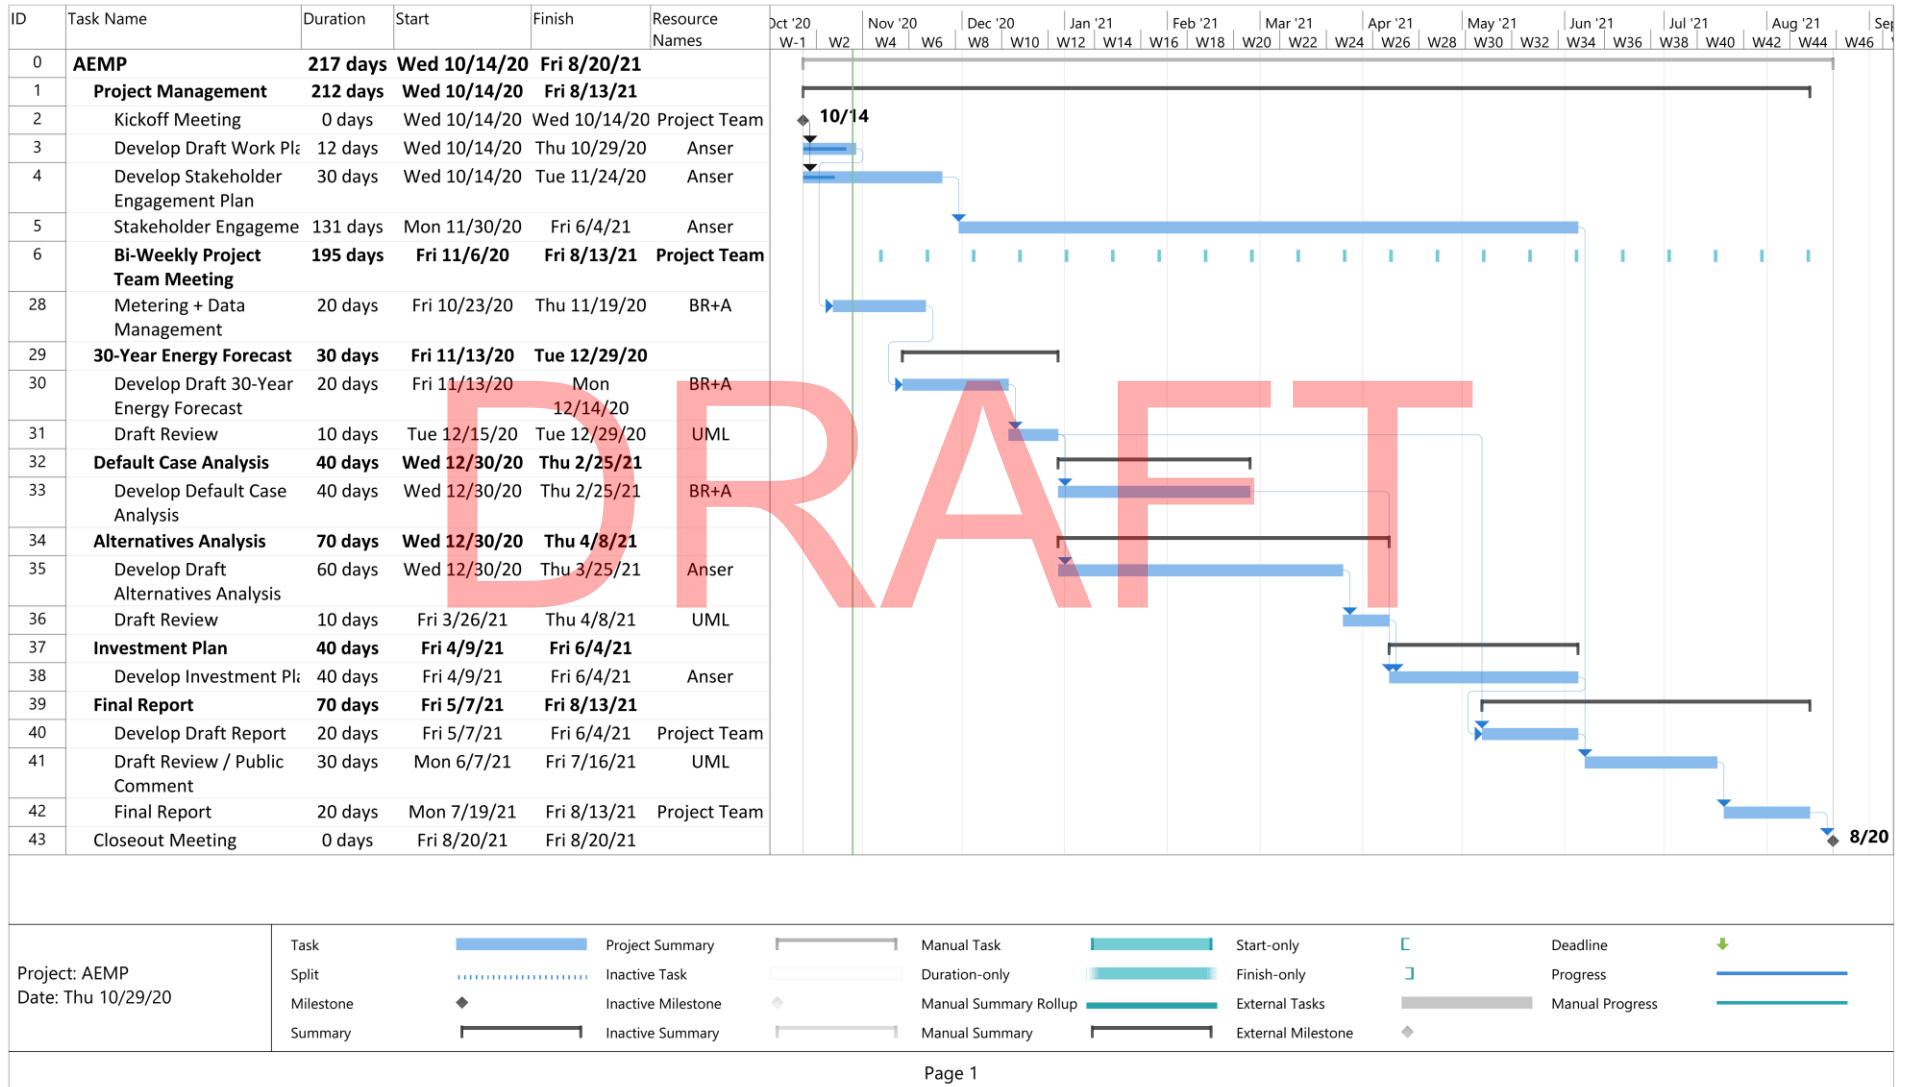 ID Task Name Duration Start Finish Resource Names
Oct '20 Nov '20 Dec '20 Jan '21 Feb '21 Mar '21 Apr '21 May '21 Jun '21 Jul '21 Aug '21 Sep
W-1 W2 W4 W6 W8 W10 W12 W14 W16 W18 W20 W22 W24 W26 W28 W30 W32 W34 W36 W38 W40 W42 W44 W46
0 AEMP 217 days Wed 10/14/20 Fri 8/20/21
1 Project Management 212 days Wed 10/14/20 Fri 8/13/21
2 Kickoff Meeting 0 days Wed 10/14/20 Wed 10/14/20 Project Team 10/14
3 Develop Draft Work Pla 12 days Wed 10/14/20 Thu 10/29/20 Anser
4 Develop Stakeholder 30 days Wed 10/14/20 Tue 11/24/20 Anser
Engagement Plan
5 Stakeholder Engageme 131 days Mon 11/30/20 Fri 6/4/21 Anser
6 Bi-Weekly Project 195 days Fri 11/6/20 Fri 8/13/21 Project Team
Team Meeting
28 Metering + Data 20 days Fri 10/23/20 Thu 11/19/20 BR+A
Management
29 30-Year Energy Forecast 30 days Fri 11/13/20 Tue 12/29/20
30 Develop Draft 30-Year 20 days Fri 11/13/20 Mon BR+A
Energy Forecast 12/14/20
31 Draft Review 10 days Tue 12/15/20 Tue 12/29/20 UML
32 Default Case Analysis 40 days Wed 12/30/20 Thu 2/25/21
33 Develop Default Case 40 days Wed 12/30/20 Thu 2/25/21 BR+A
Analysis
DRAFT
34 Alternatives Analysis 70 days Wed 12/30/20 Thu 4/8/21
35 Develop Draft 60 days Wed 12/30/20 Thu 3/25/21 Anser
Alternatives Analysis
36 Draft Review 10 days Fri 3/26/21 Thu 4/8/21 UML
37 Investment Plan 40 days Fri 4/9/21 Fri 6/4/21
38 Develop Investment Pla 40 days Fri 4/9/21 Fri 6/4/21 Anser
39 Final Report 70 days Fri 5/7/21 Fri 8/13/21
40 Develop Draft Report 20 days Fri 5/7/21 Fri 6/4/21 Project Team
41 Draft Review / Public 30 days Mon 6/7/21 Fri 7/16/21 UML
Comment
42 Final Report 20 days Mon 7/19/21 Fri 8/13/21 Project Team
43 Closeout Meeting 0 days Fri 8/20/21 Fri 8/20/21 8/20
Project: AEMP
Date: Thu 10/29/20
Task Project Summary Manual Task Start-only Deadline
Split Inactive Task Duration-only Finish-only Progress
Milestone Inactive Milestone Manual Summary Rollup External Tasks Manual Progress
Summary Inactive Summary Manual Summary External Milestone
Page 1